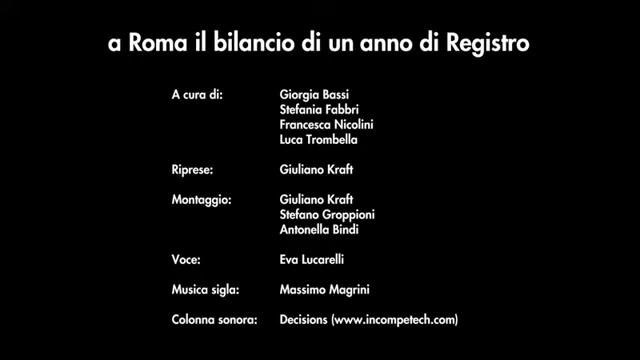 a Roma il bilancio di un anno di Registro
A cura di: Giorgia Bassi
Stefania Fabbri
Francesca Nicolini
Luca Trombella
Riprese: Giuliano Kraft
Montaggio: Giuliano Kraft
Stefano Groppioni
Antonella Bindi
Voce: Eva Lucarelli
Musica sigla: Massimo Magrini
Colonna sonora: Decisions (www.incompetech.com)